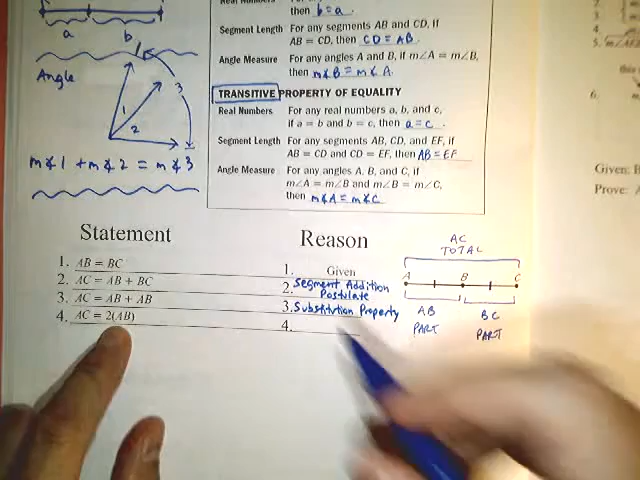 a
b
then b = a.
Segment Length For any segments AB and CD, if
AB = CD, then CD = AB
Angle Measure For any angles A and B, if m∠A = m∠B,
then m∡B = m∡A.
TRANSITIVE PROPERTY OF EQUALITY
Real Numbers For any real numbers a, b, and c,
if a = b and b = c, then a = c.
Segment Length For any segments AB, CD, and EF, if
AB = CD and CD = EF, then AB = EF
Angle Measure For any angles A, B, and C, if
m∠A = m∠B and m∠B = m∠C,
then m∡A = m∡C
Angle
1
2
3
m∡1 + m∡2 = m∡3
Statement
1. AB = BC
2. AC = AB + BC
3. AC = AB + AB
4. AC = 2(AB)
Reason
1. Given
2. Segment Addition
Postulate
3. Substitution Property
4.
AC
TOTAL
A B C
AB BC
PART PART
2.
3.
4.
5.
6.
Given:
Prove: